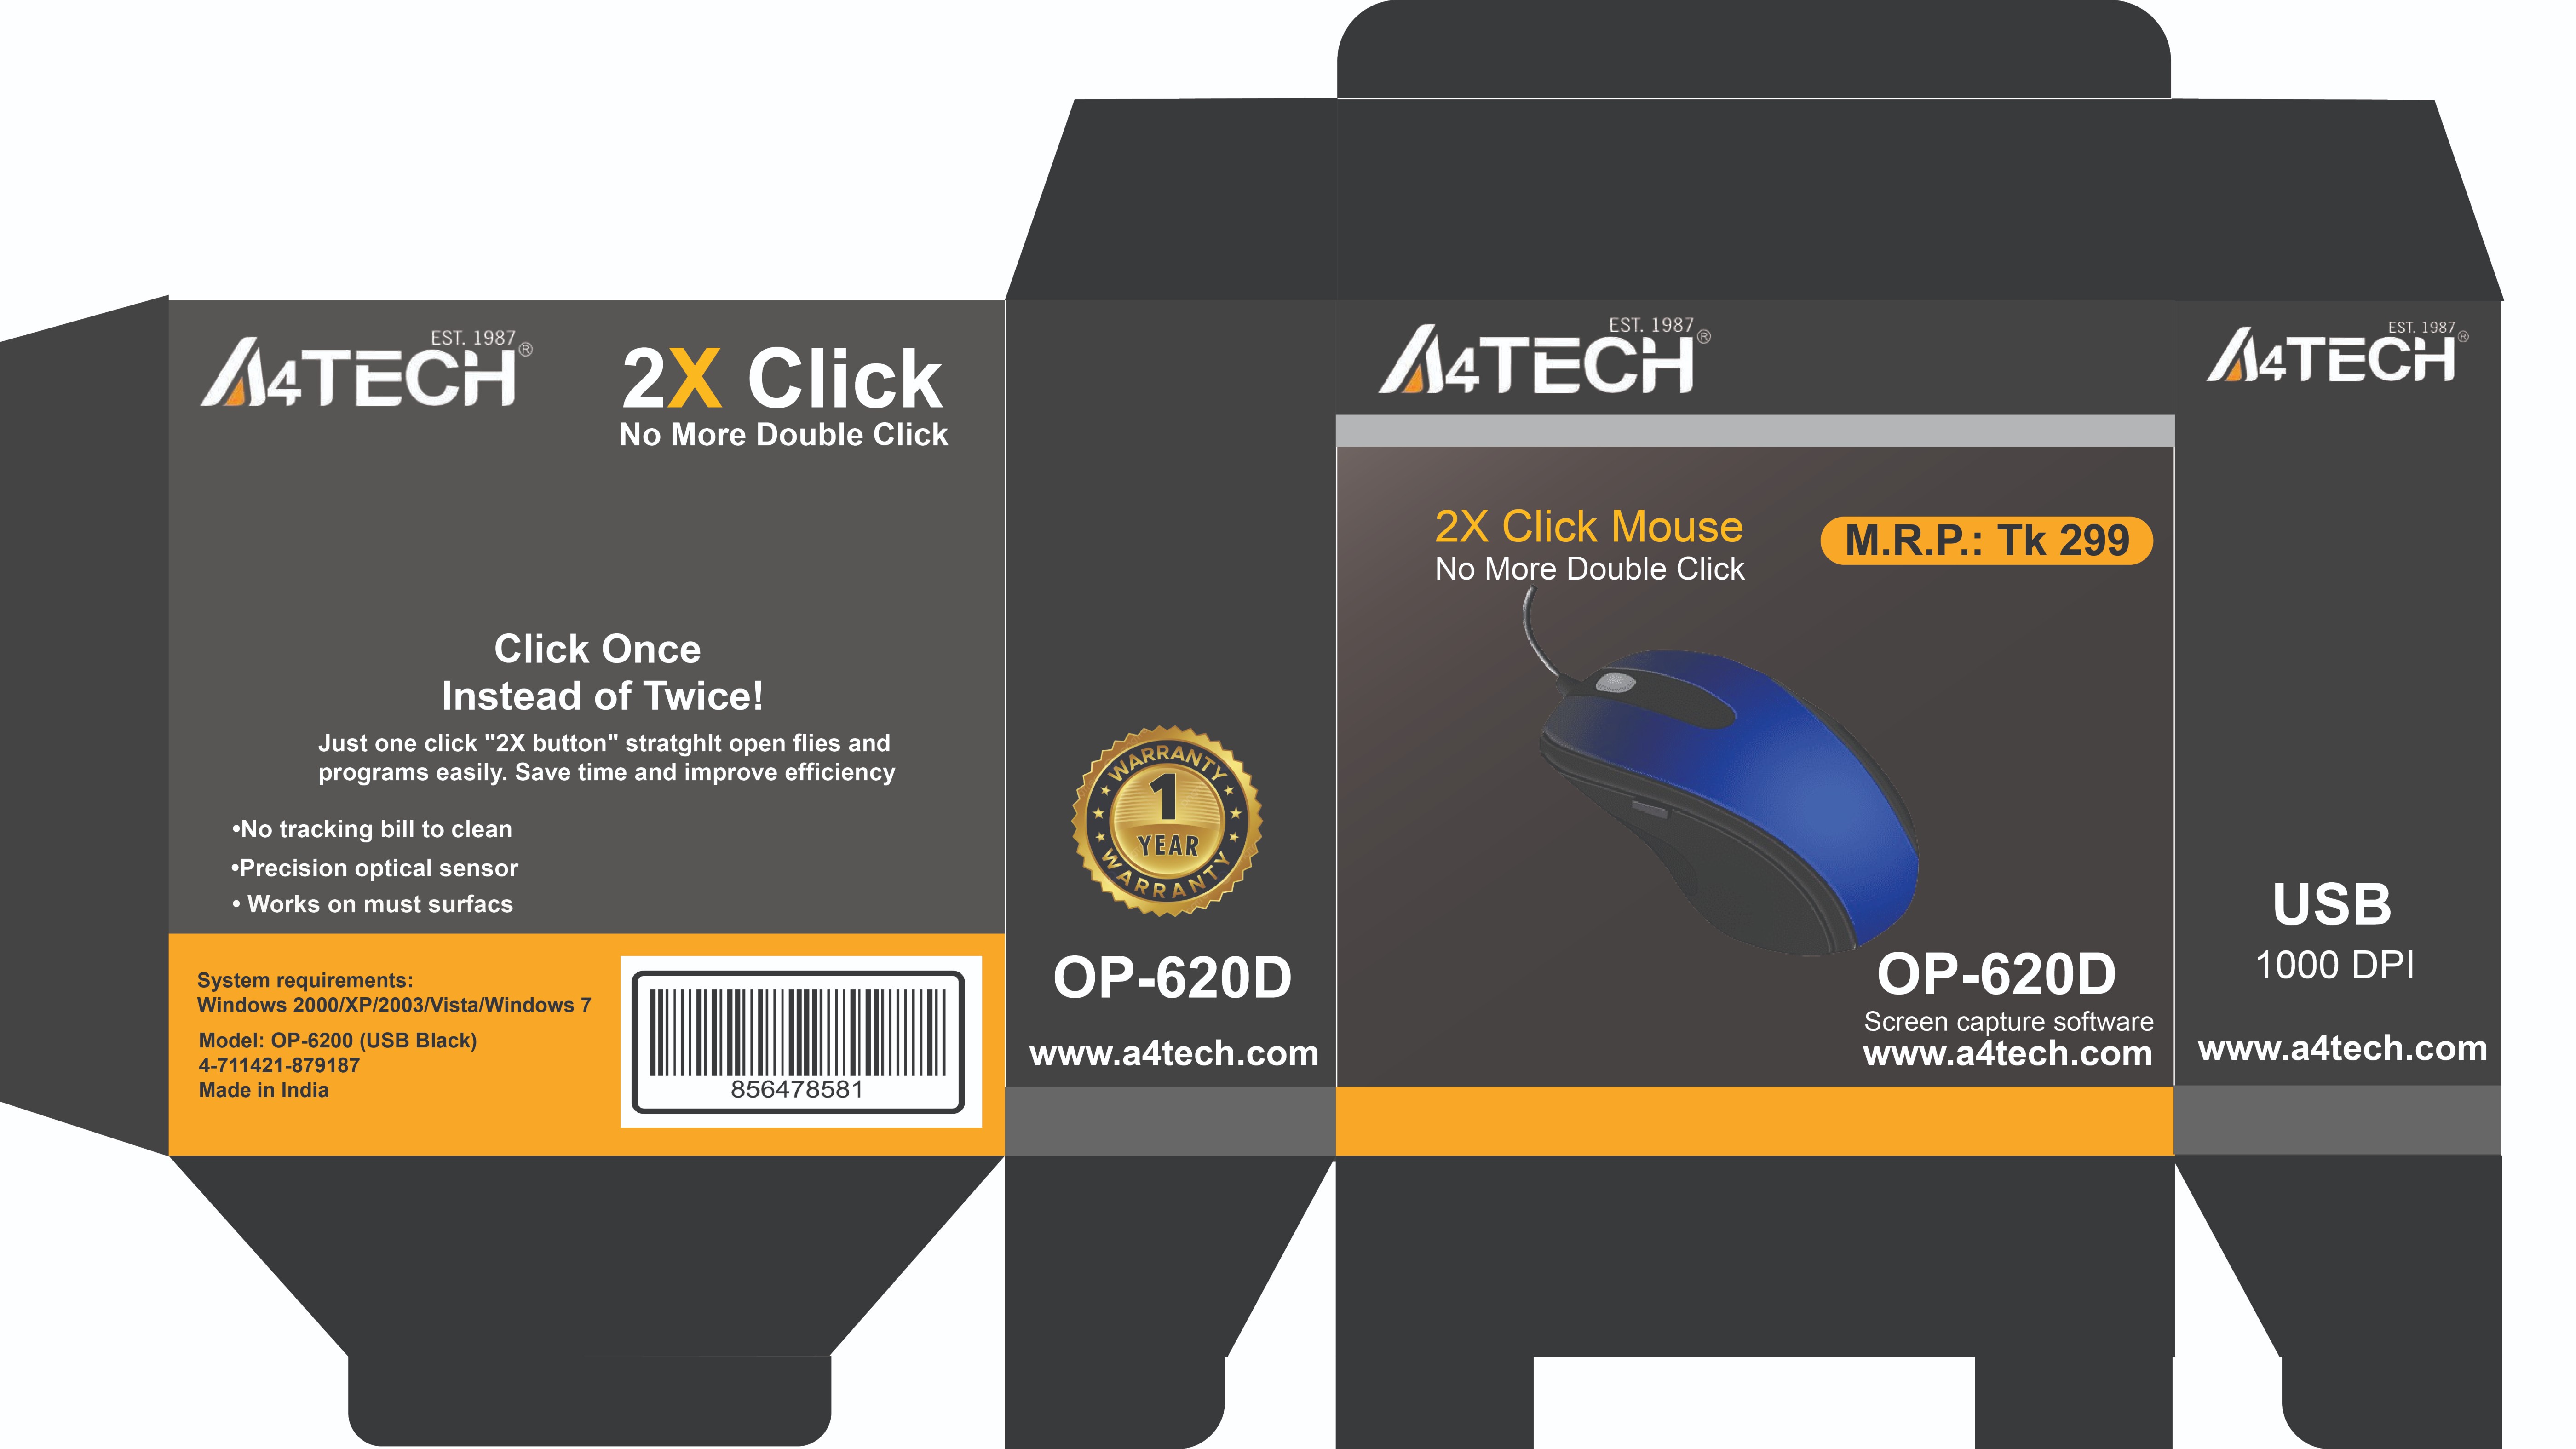 EST. 1987
A4TECH®
2X Click
No More Double Click
Click Once
Instead of Twice!
Just one click "2X button" stratghlt open flies and
programs easily. Save time and improve efficiency
•No tracking bill to clean
•Precision optical sensor
• Works on must surfacs
System requirements:
Windows 2000/XP/2003/Vista/Windows 7
Model: OP-6200 (USB Black)
4-711421-879187
Made in India
856478581
WARRANTY
1
YEAR
WARRANTY
OP-620D
www.a4tech.com
EST. 1987
A4TECH®
2X Click Mouse
No More Double Click
M.R.P.: Tk 299
OP-620D
Screen capture software
www.a4tech.com
EST. 1987
A4TECH®
USB
1000 DPI
www.a4tech.com